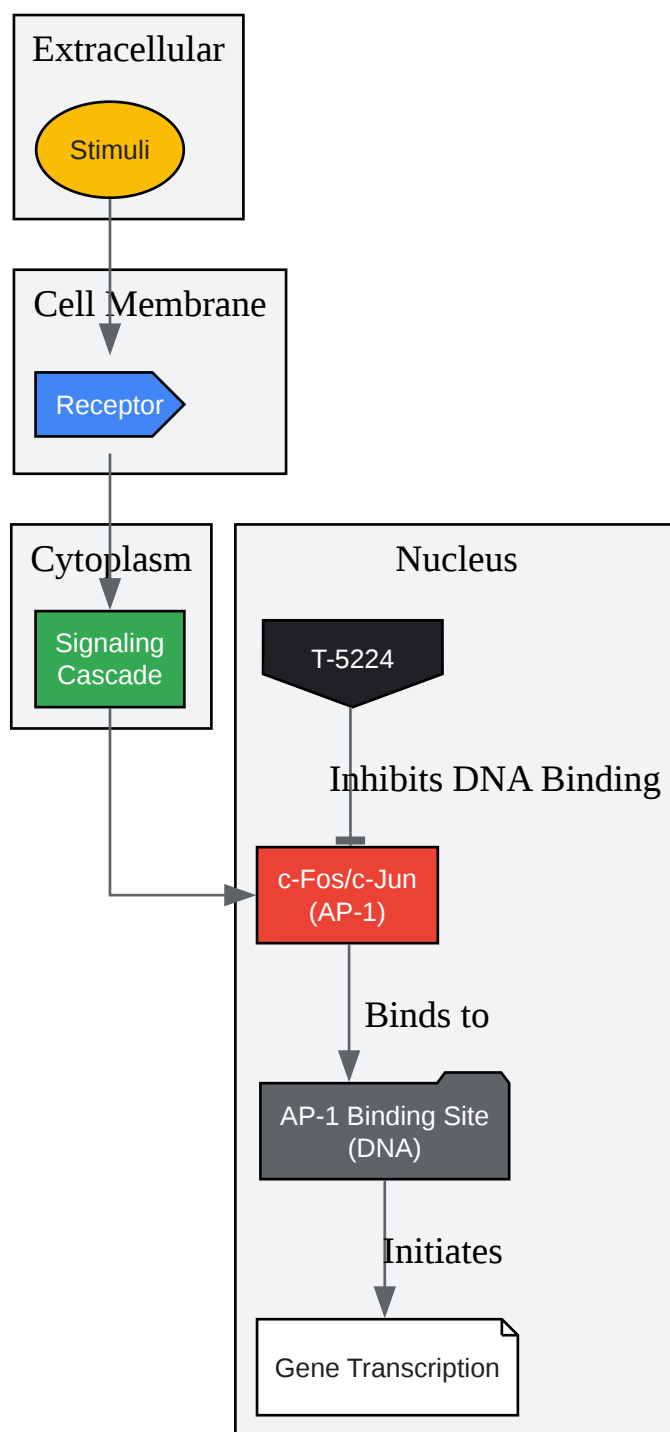 Extracellular
Stimuli
Cell Membrane
Receptor
Cytoplasm
Signaling
Cascade
Nucleus
T-5224
Inhibits DNA Binding
c-Fos/c-Jun
(AP-1)
Binds to
AP-1 Binding Site
(DNA)
Initiates
Gene Transcription